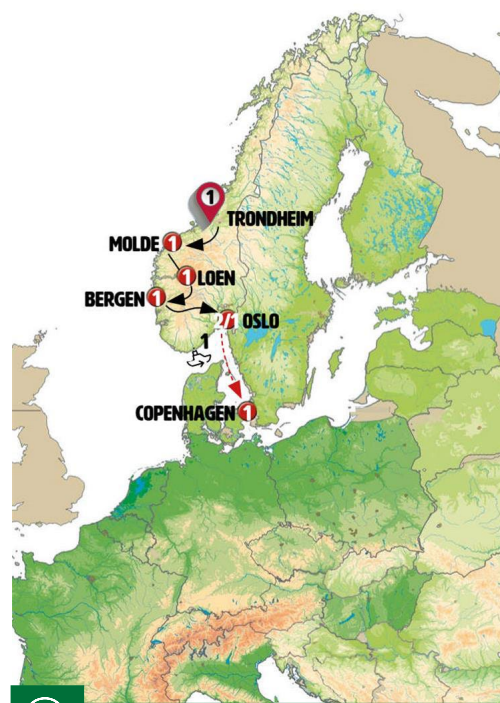 1
TRONDHEIM
MOLDE 1
1 LOEN
BERGEN 1
OSLO
1
COPENHAGEN 1